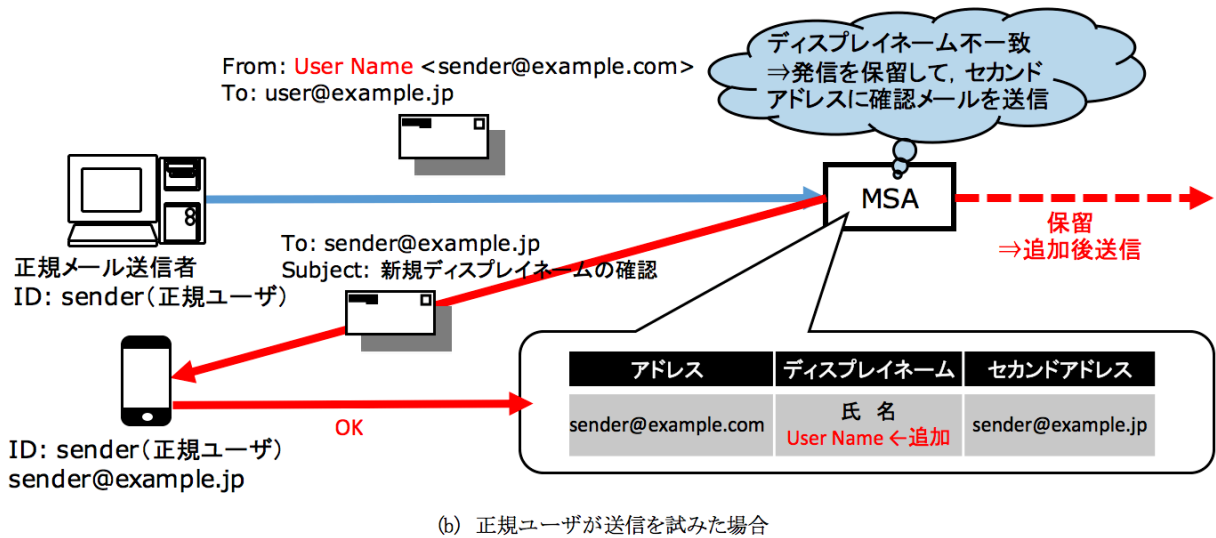 ディスプレイネーム不一致
⇒発信を保留して，セカンド
アドレスに確認メールを送信
From: User Name <sender@example.com>
To: user@example.jp
MSA
保留
⇒追加後送信
To: sender@example.jp
Subject: 新規ディスプレイネームの確認
正規メール送信者
ID: sender（正規ユーザ）
アドレス ディスプレイネーム セカンドアドレス
sender@example.com 氏 名 sender@example.jp
User Name ←追加
OK
ID: sender（正規ユーザ）
sender@example.jp
(b) 正規ユーザが送信を試みた場合